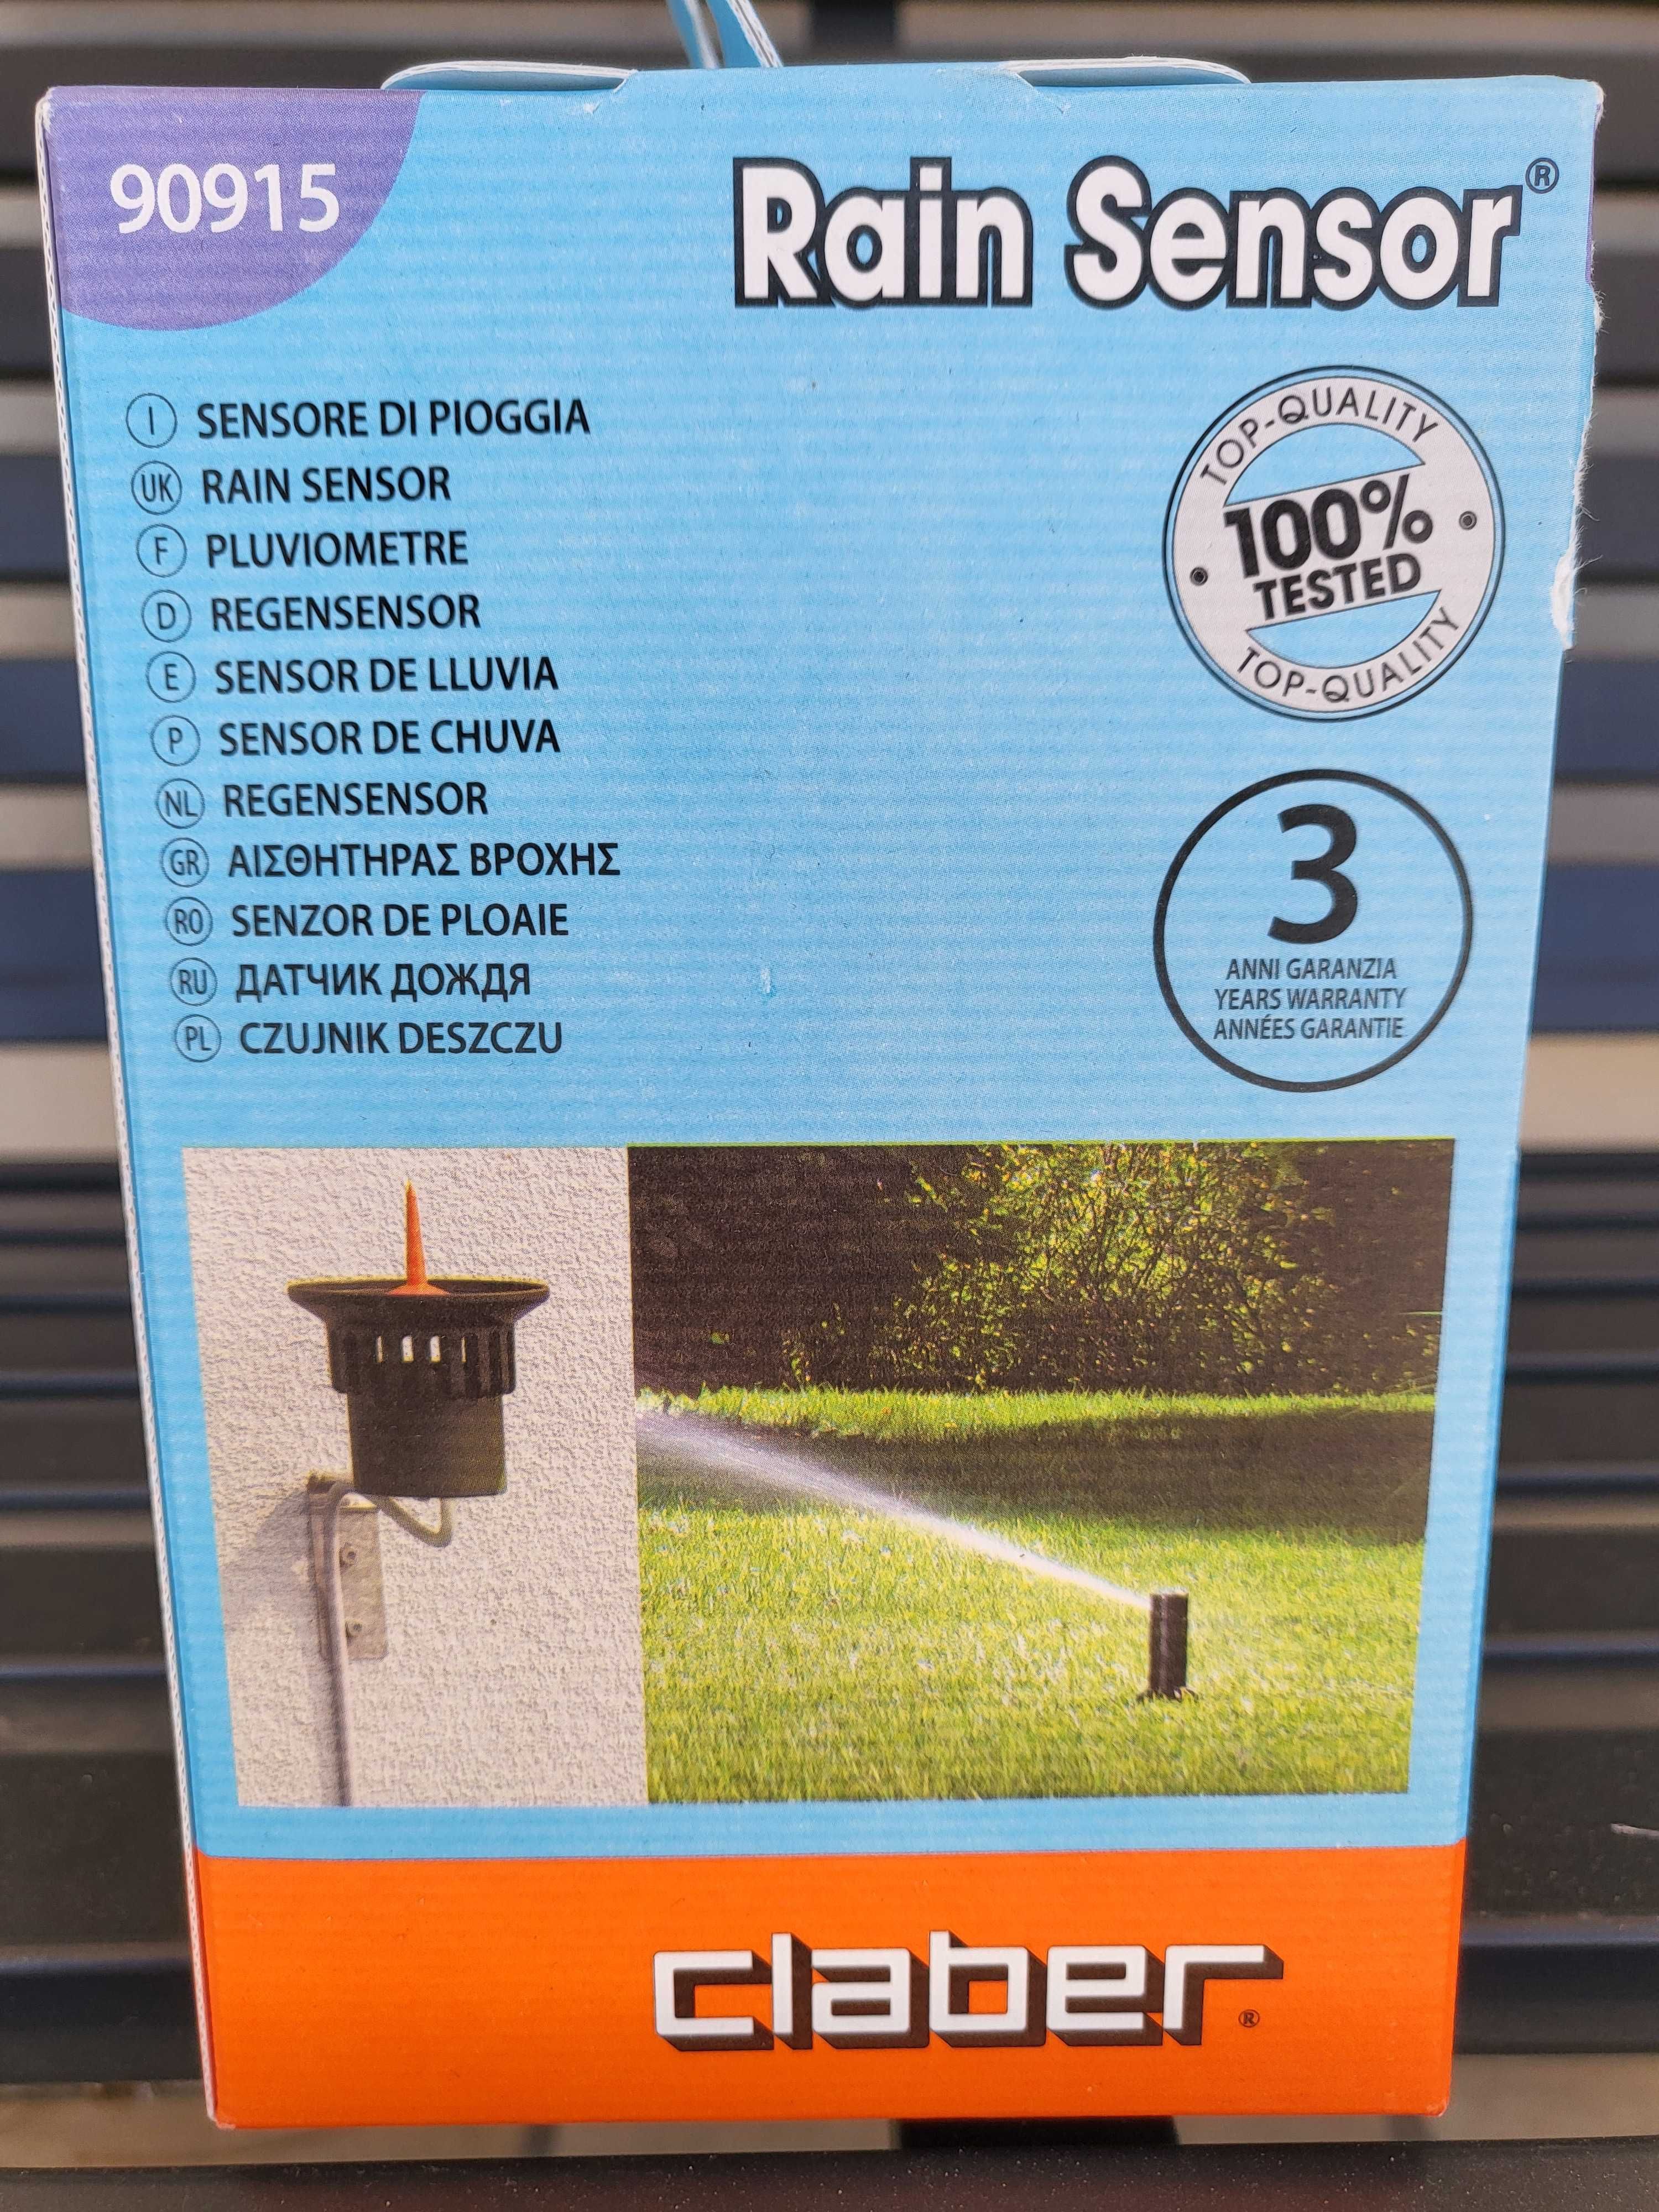 90915
Rain Sensor®
I SENSORE DI PIOGGIA
UK RAIN SENSOR
F PLUVIOMETRE
D REGENSENSOR
E SENSOR DE LLUVIA
P SENSOR DE CHUVA
NL REGENSENSOR
GR ΑΙΣΘΗΤΗΡΑΣ ΒΡΟΧΗΣ
RO SENZOR DE PLOAIE
RU ДАТЧИК ДОЖДЯ
PL CZUJNIK DESZCZU
TOP-QUALITY
100%
TESTED
TOP-QUALITY
3
ANNI GARANZIA
YEARS WARRANTY
ANNÉES GARANTIE
claber®